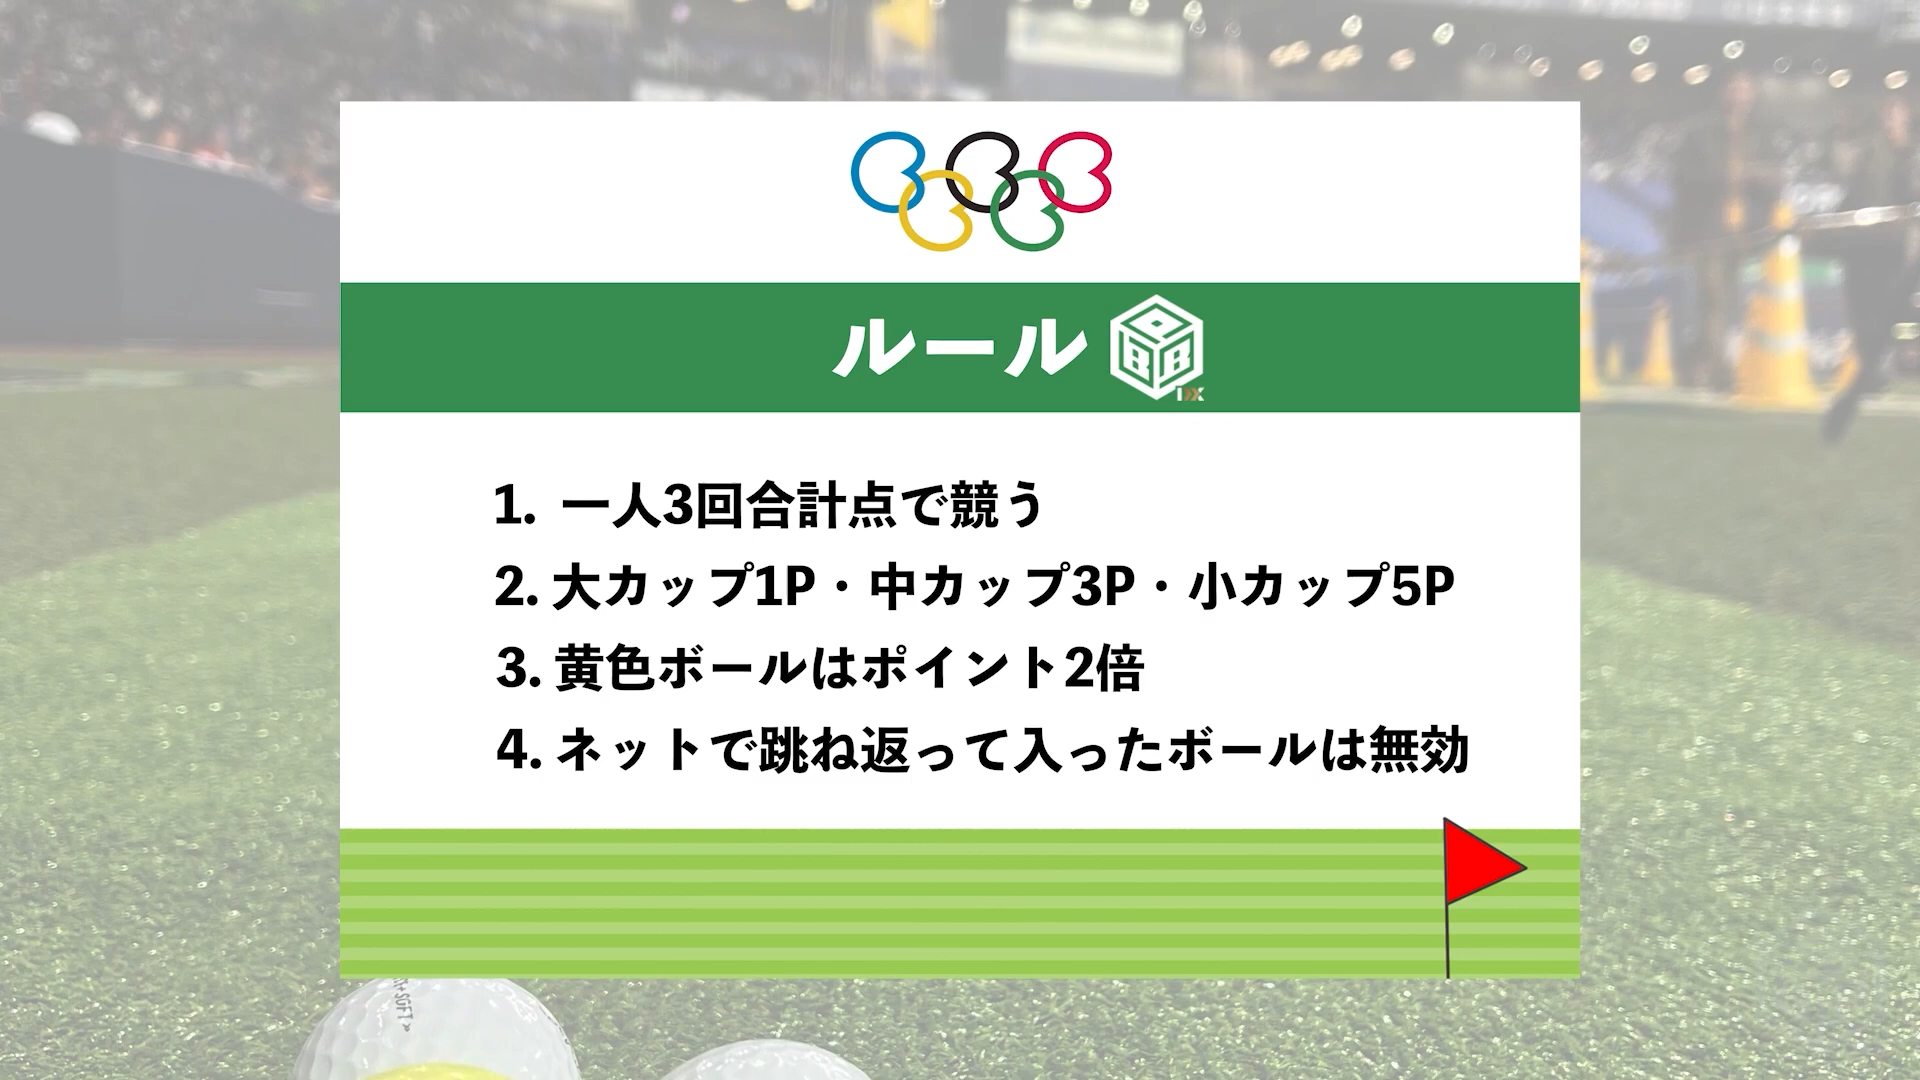 ルール
OBB
DX
1. 一人3回合計点で競う
2. 大カップ1P・中カップ3P・小カップ5P
3. 黄色ボールはポイント2倍
4. ネットで跳ね返って入ったボールは無効